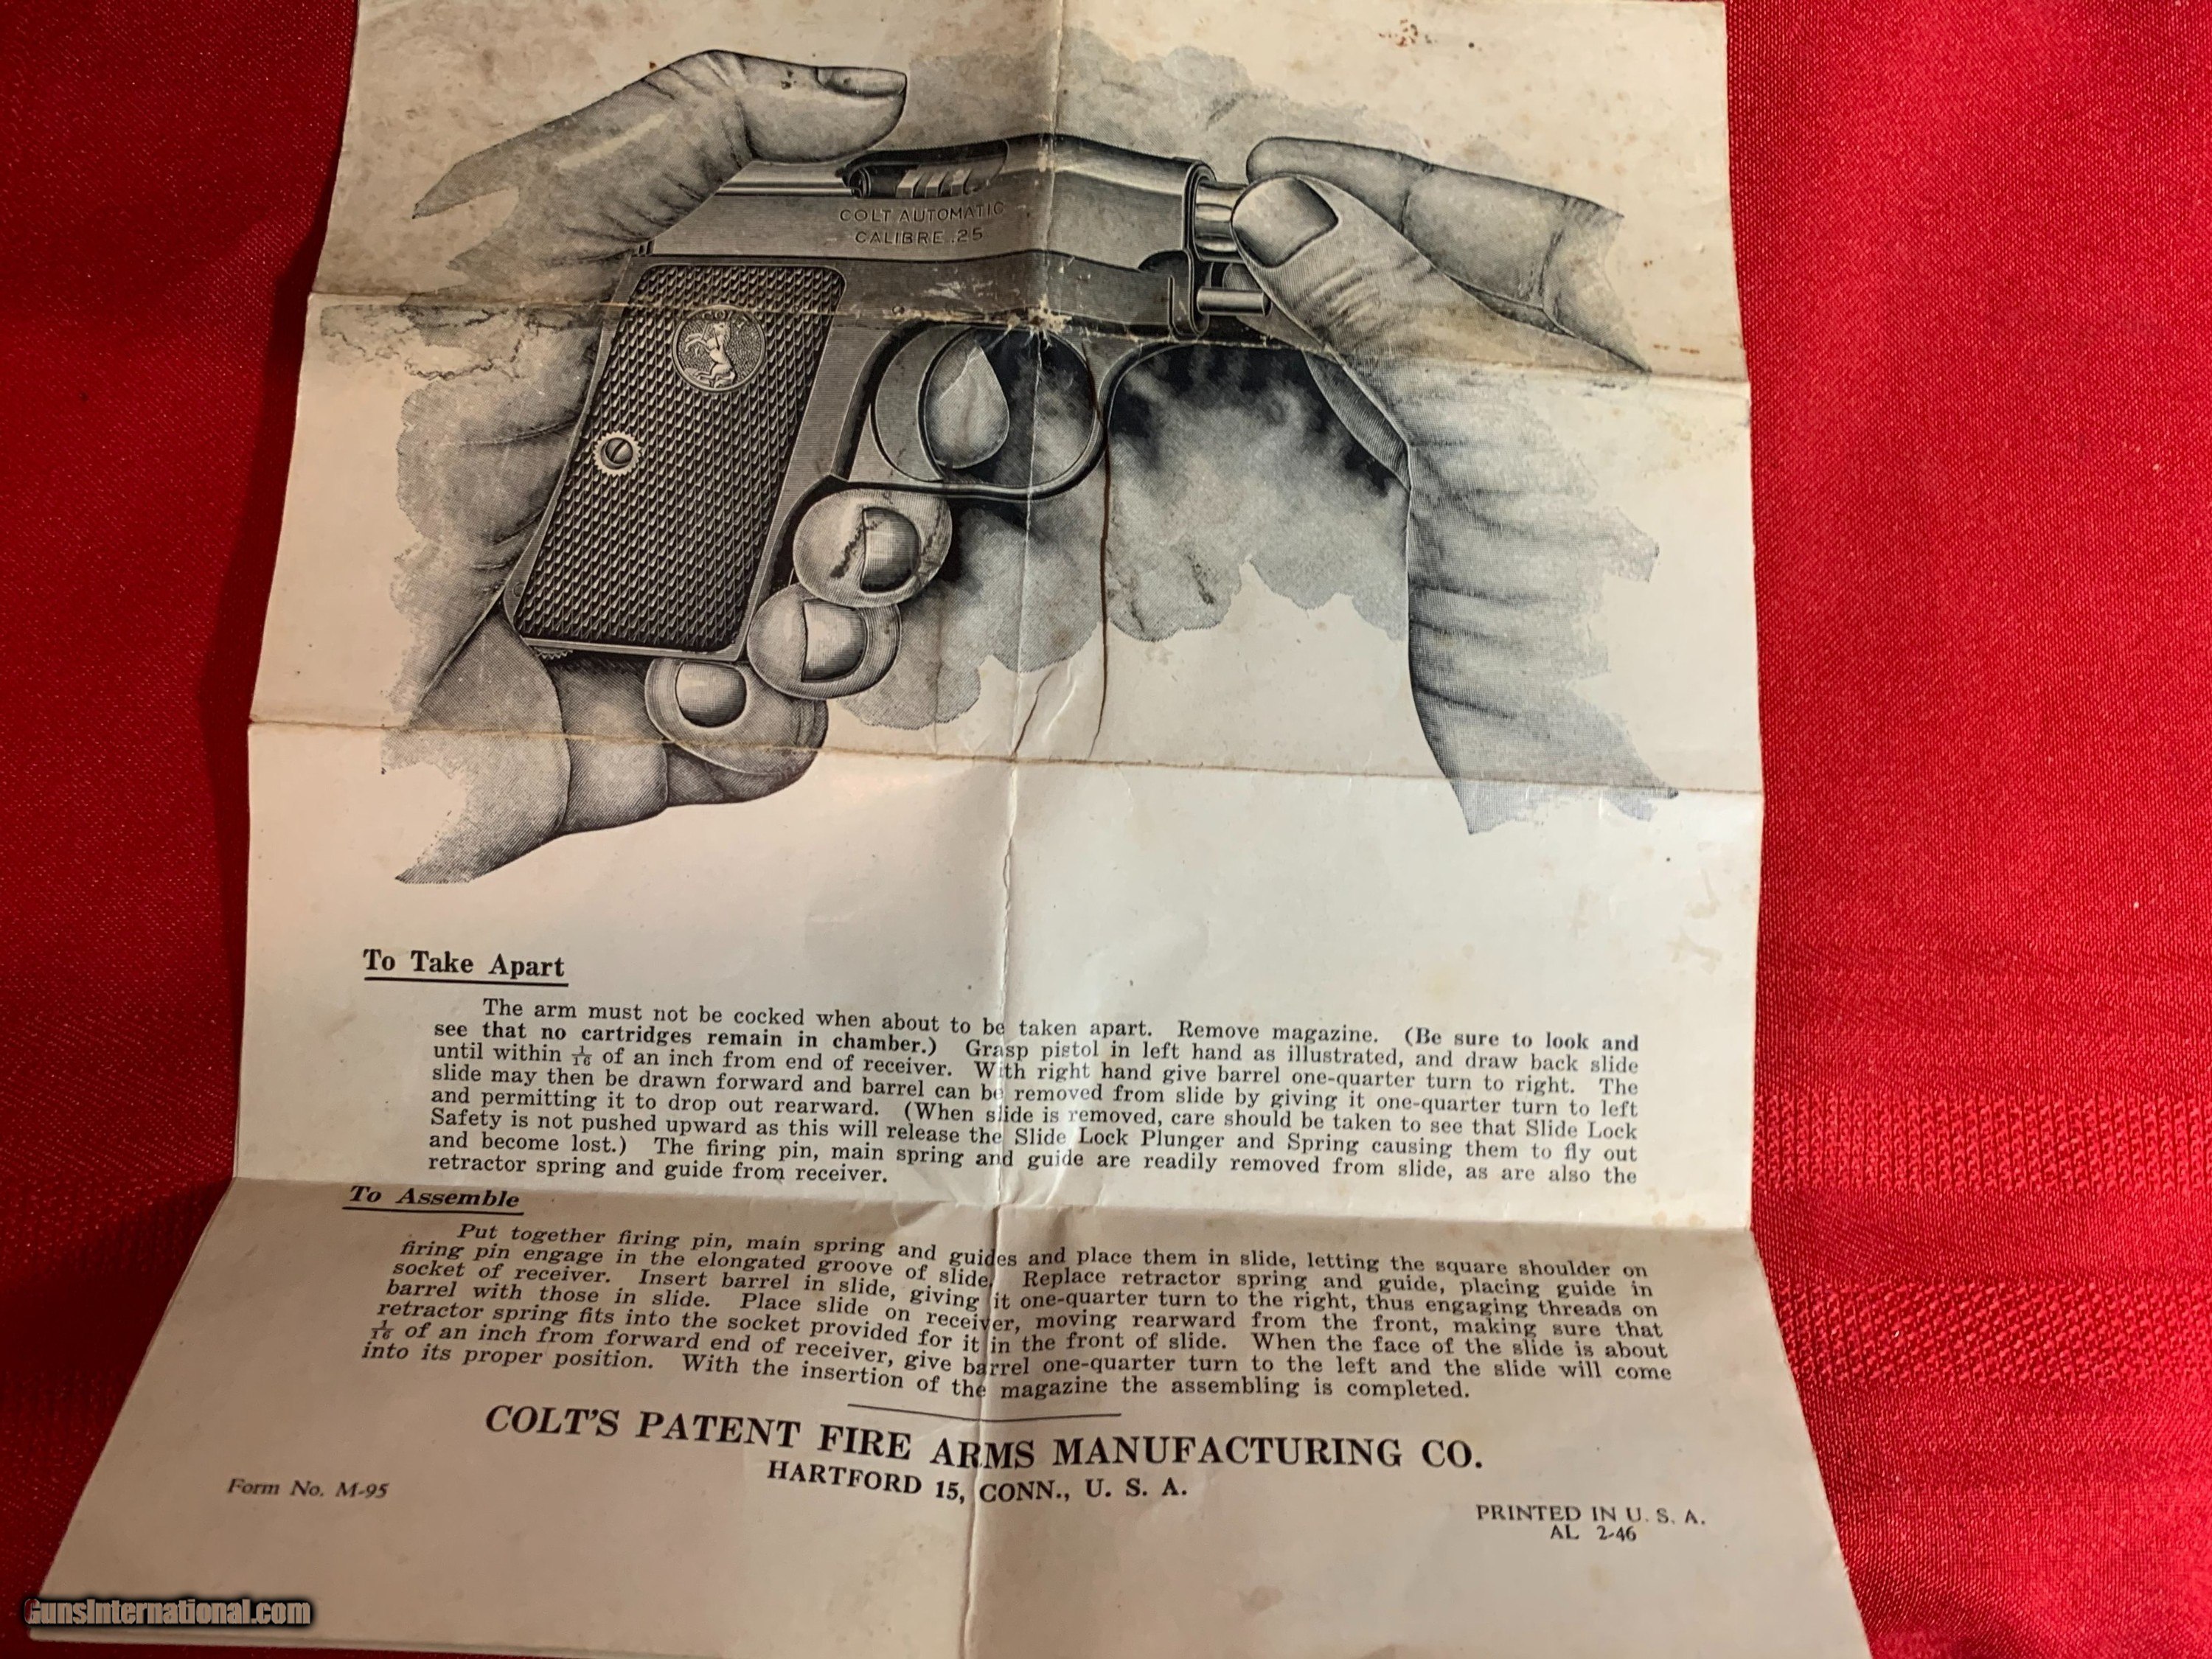 COLT AUTOMATIC
CALIBRE .25
COLT
To Take Apart
The arm must not be cocked when about to be taken apart. Remove magazine. (Be sure to look and
see that no cartridges remain in chamber.) Grasp pistol in left hand as illustrated, and draw back slide
until within 1/16 of an inch from end of receiver. With right hand give barrel one-quarter turn to right. The
slide may then be drawn forward and barrel can be removed from slide by giving it one-quarter turn to left
and permitting it to drop out rearward. (When slide is removed, care should be taken to see that Slide Lock
Safety is not pushed upward as this will release the Slide Lock Plunger and Spring causing them to fly out
and become lost.) The firing pin, main spring and guide are readily removed from slide, as are also the
retractor spring and guide from receiver.
To Assemble
Put together firing pin, main spring and guides and place them in slide, letting the square shoulder on
firing pin engage in the elongated groove of slide. Replace retractor spring and guide, placing guide in
socket of receiver. Insert barrel in slide, giving it one-quarter turn to the right, thus engaging threads on
barrel with those in slide. Place slide on receiver, moving rearward from the front, making sure that
retractor spring fits into the socket provided for it in the front of slide. When the face of the slide is about
1/16 of an inch from forward end of receiver, give barrel one-quarter turn to the left and the slide will come
into its proper position. With the insertion of the magazine the assembling is completed.
COLT'S PATENT FIRE ARMS MANUFACTURING CO.
HARTFORD 15, CONN., U. S. A.
Form No. M-95
PRINTED IN U. S. A.
AL 2-46
GunsInternational.com